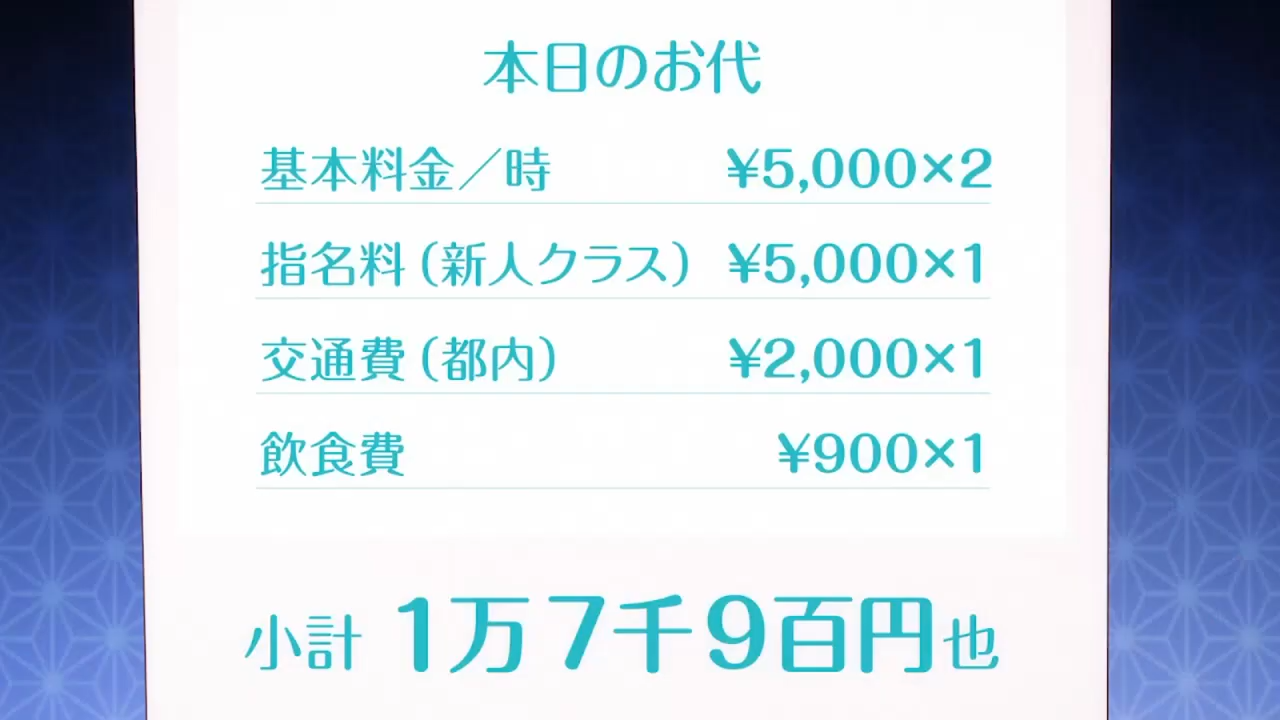 本日のお代
基本料金／時 ¥5,000×2
指名料（新人クラス） ¥5,000×1
交通費（都内） ¥2,000×1
飲食費 ¥900×1
小計 1万7千9百円也